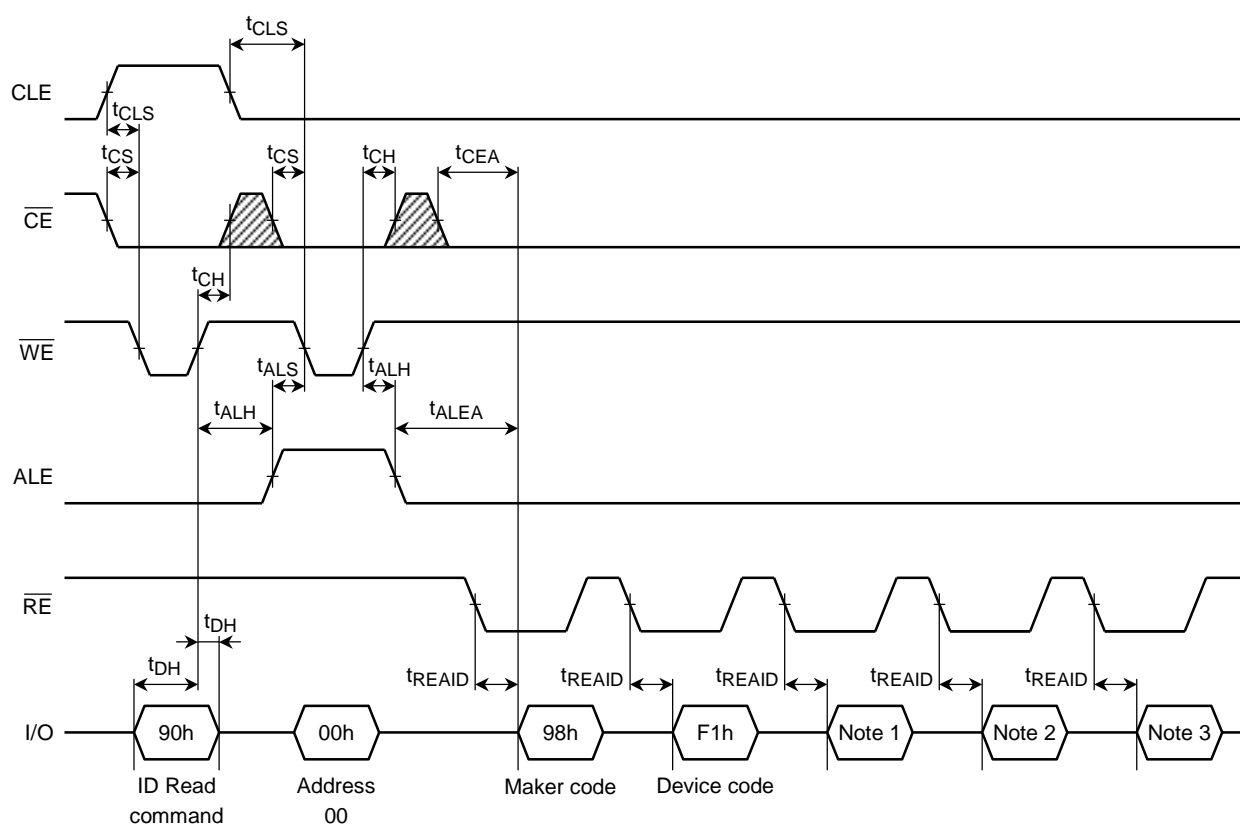 tCLS
CLE
tCLS
tCS tCS tCH tCEA
CE
tCH
WE
tALS tALH
tALH tALEA
ALE
RE
tDH
tDH tREAID tREAID tREAID tREAID tREAID
I/O 90h 00h 98h F1h Note 1 Note 2 Note 3
ID Read Address Maker code Device code
command 00